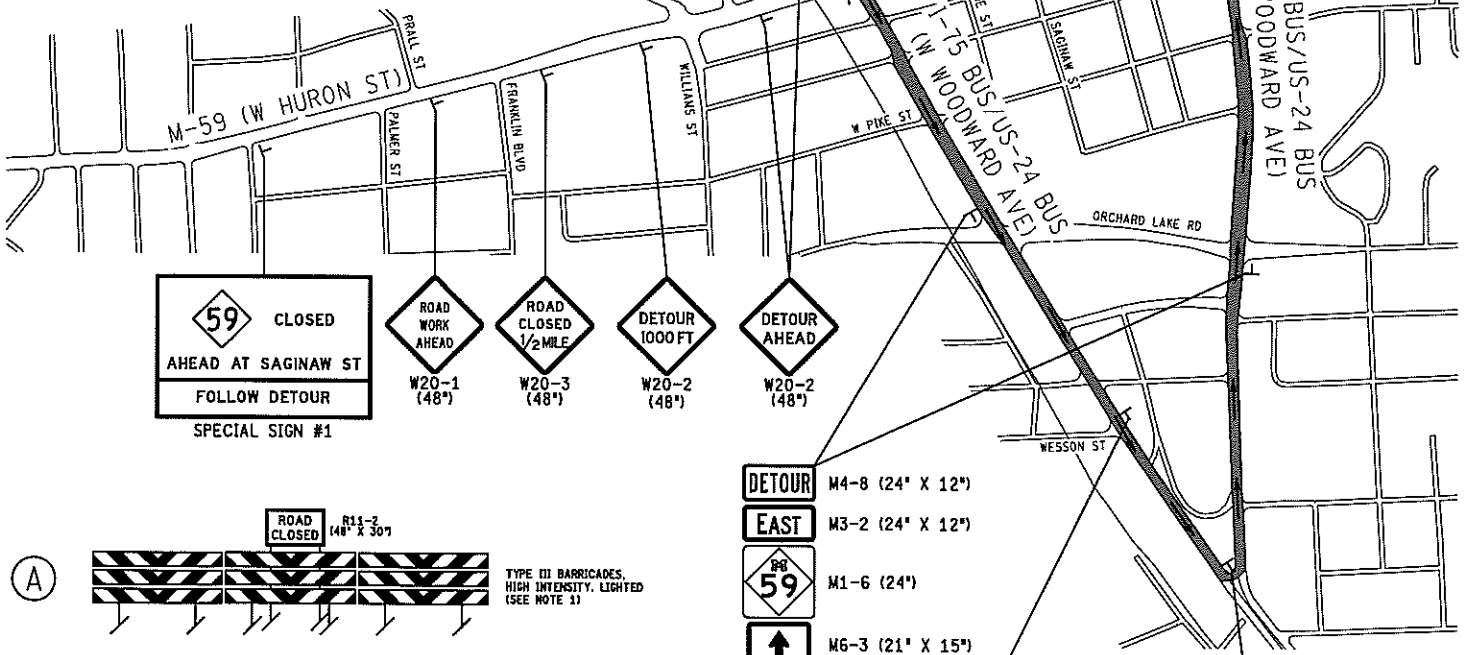 PRALL ST
M-59 (W HURON ST)
PALMER ST
FRANKLIN BLVD
WILLIAMS ST
W PIKE ST
SAGINAW ST
I-75 BUS/US-24 BUS
(W WOODWARD AVE)
BUS/US-24 BUS
WOODWARD AVE)
ORCHARD LAKE RD
WESSON ST
59 CLOSED
AHEAD AT SAGINAW ST
FOLLOW DETOUR
SPECIAL SIGN #1
ROAD
WORK
AHEAD
W20-1
(48")
ROAD
CLOSED
1/2 MILE
W20-3
(48")
DETOUR
1000 FT
W20-2
(48")
DETOUR
AHEAD
W20-2
(48")
A
ROAD
CLOSED
R11-2
(48" X 30")
TYPE III BARRICADES,
HIGH INTENSITY, LIGHTED
(SEE NOTE 1)
DETOUR M4-8 (24" X 12")
EAST M3-2 (24" X 12")
M
59 M1-6 (24")
M6-3 (21" X 15")